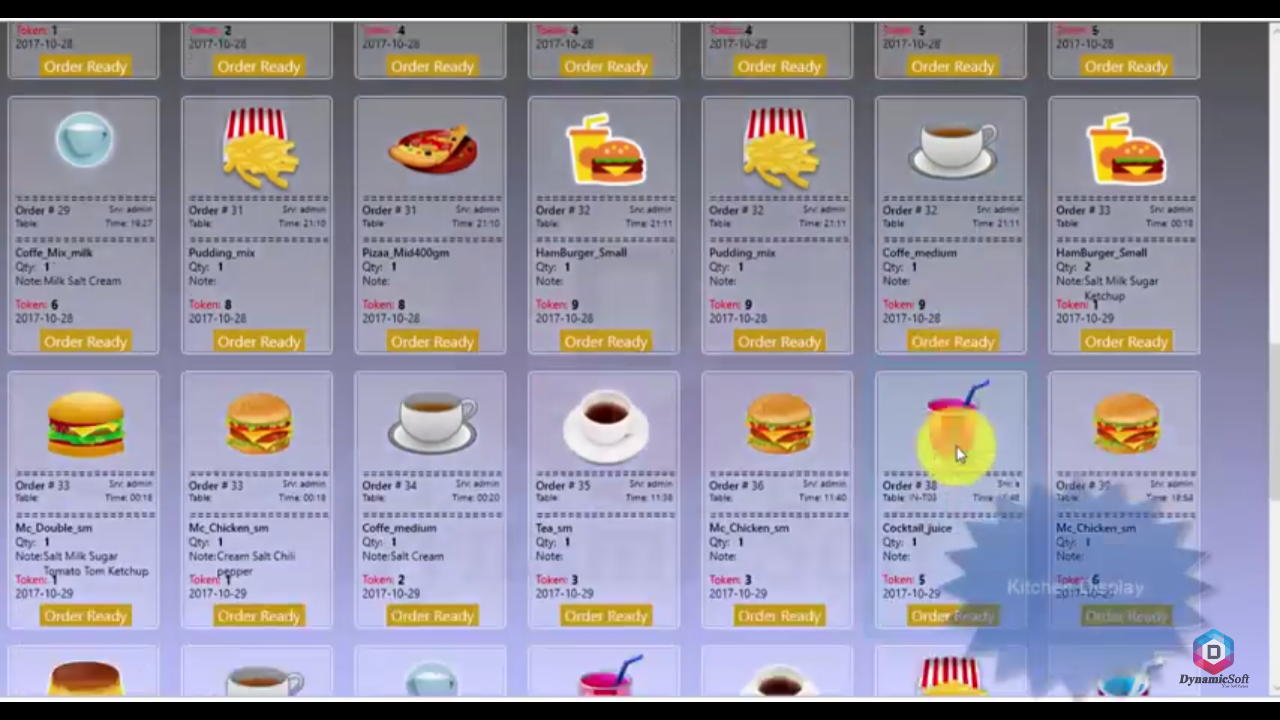 Token: 1
2017-10-28
Order Ready
Token: 2
2017-10-28
Order Ready
Token: 4
2017-10-28
Order Ready
Token: 4
2017-10-28
Order Ready
Token: 4
2017-10-28
Order Ready
Token: 5
2017-10-28
Order Ready
Token: 5
2017-10-28
Order Ready
Order # 29 Srv: admin
Table: Time: 19:27
Coffe_Mix_milk
Qty: 1
Note: Milk Salt Cream
Token: 6
2017-10-28
Order Ready
Order # 31 Srv: admin
Table: Time: 21:10
Pudding_mix
Qty: 1
Note:
Token: 8
2017-10-28
Order Ready
Order # 31 Srv: admin
Table: Time: 21:10
Pizaa_Mid400gm
Qty: 1
Note:
Token: 8
2017-10-28
Order Ready
Order # 32 Srv: admin
Table: Time: 21:11
HamBurger_Small
Qty: 1
Note:
Token: 9
2017-10-28
Order Ready
Order # 32 Srv: admin
Table: Time: 21:11
Pudding_mix
Qty: 1
Note:
Token: 9
2017-10-28
Order Ready
Order # 32 Srv: admin
Table: Time: 21:11
Coffe_medium
Qty: 1
Note:
Token: 9
2017-10-28
Order Ready
Order # 33 Srv: admin
Table: Time: 00:18
HamBurger_Small
Qty: 2
Note: Salt Milk Sugar
Ketchup
Token: 1
2017-10-29
Order Ready
Order # 33 Srv: admin
Table: Time: 00:18
Mc_Double_sm
Qty: 1
Note: Salt Milk Sugar
Tomato Tom Ketchup
Token: 1
2017-10-29
Order Ready
Order # 33 Srv: admin
Table: Time: 00:18
Mc_Chicken_sm
Qty: 1
Note: Cream Salt Chili
pepper
Token: 1
2017-10-29
Order Ready
Order # 34 Srv: admin
Table: Time: 00:20
Coffe_medium
Qty: 1
Note: Salt Cream
Token: 2
2017-10-29
Order Ready
Order # 35 Srv: admin
Table: Time: 11:38
Tea_sm
Qty: 1
Note:
Token: 3
2017-10-29
Order Ready
Order # 36 Srv: admin
Table: Time: 11:40
Mc_Chicken_sm
Qty: 1
Note:
Token: 3
2017-10-29
Order Ready
Order # 38
Table: IN-T03
Cocktail_juice
Qty: 1
Note:
Token: 5
2017-10-29
Order Ready
Order # 39 Srv: admin
Table: Time: 18:54
Mc_Chicken_sm
Qty: 1
Note:
Token: 6
2017-10-29
Order Ready
Kitchen Display
DynamicSoft